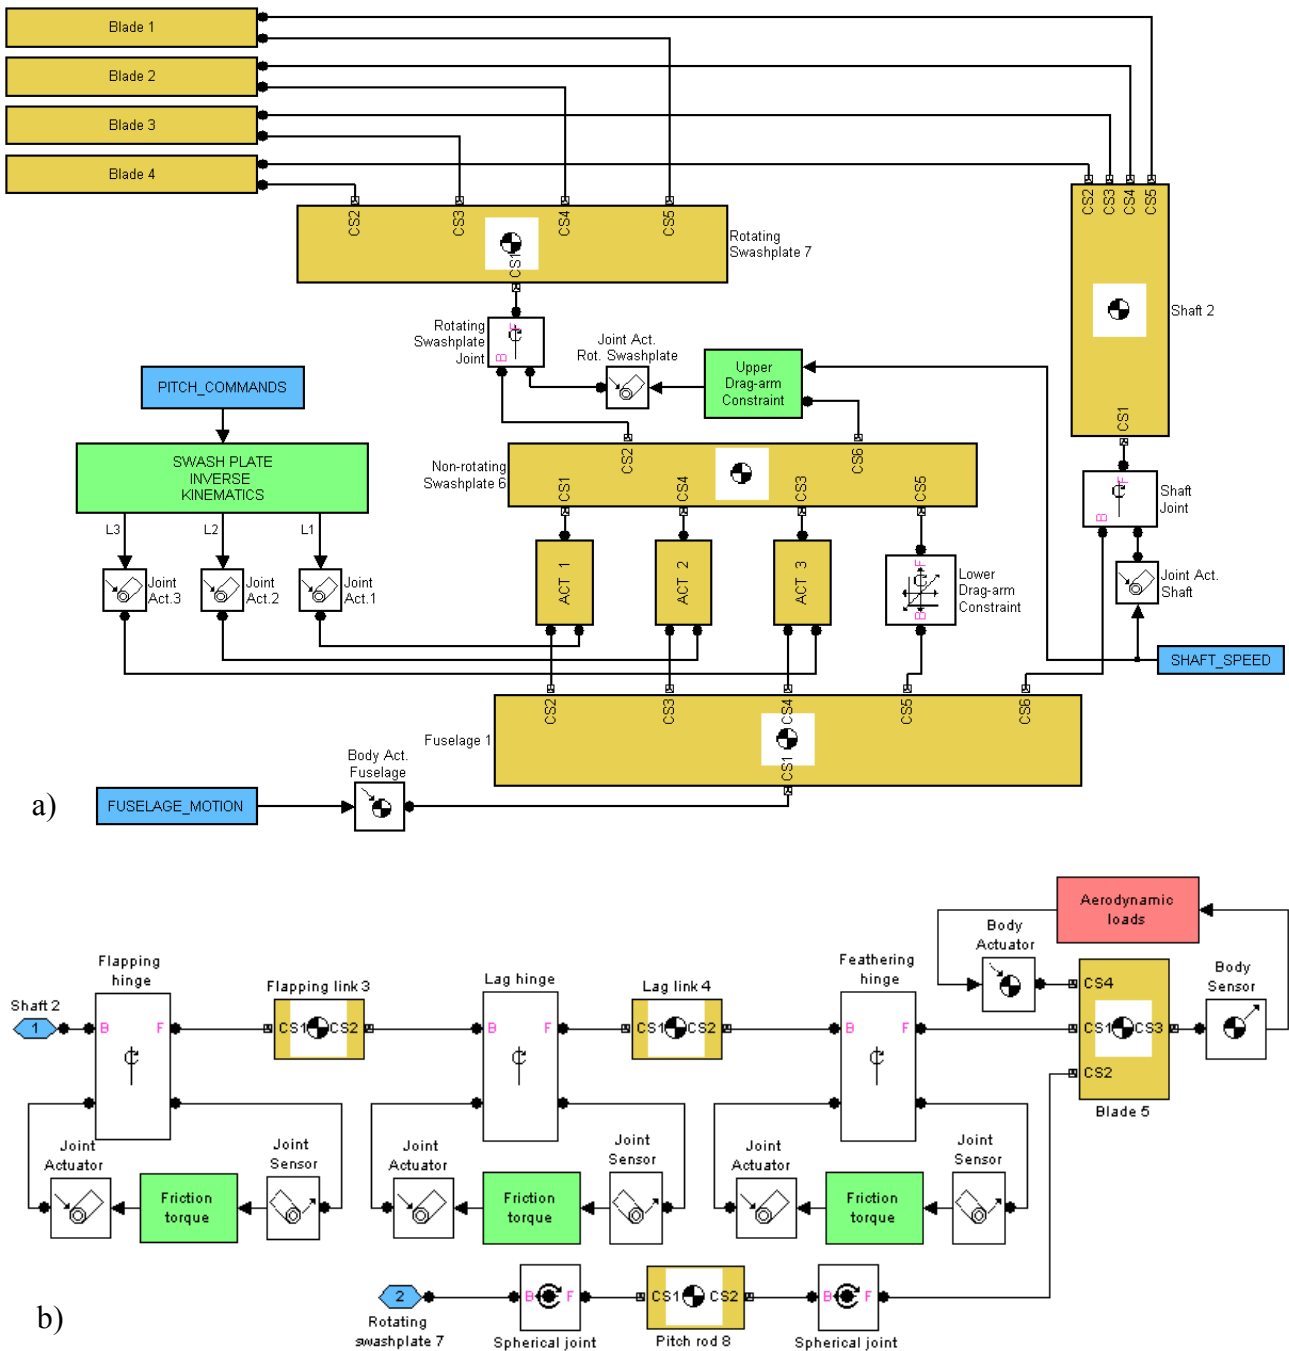 Blade 1
Blade 2
Blade 3
Blade 4
CS2
CS3
CS4
CS5
CS1
Rotating
Swashplate 7
CS2
CS3
CS4
CS5
CS1
Shaft 2
Rotating
Swashplate
Joint
B
F
Joint Act.
Rot. Swashplate
Upper
Drag-arm
Constraint
PITCH_COMMANDS
SWASH PLATE
INVERSE
KINEMATICS
L3
L2
L1
Joint
Act.3
Joint
Act.2
Joint
Act.1
Non-rotating
Swashplate 6
CS2
CS6
CS1
CS4
CS3
CS5
ACT 1
ACT 2
ACT 3
F
B
Lower
Drag-arm
Constraint
B
F
Shaft
Joint
Joint Act.
Shaft
SHAFT_SPEED
Fuselage 1
CS2
CS3
CS4
CS5
CS6
CS1
Body Act.
Fuselage
FUSELAGE_MOTION
a)
Aerodynamic
loads
Body
Actuator
Body
Sensor
CS4
CS1
CS3
CS2
Blade 5
Shaft 2
1
Flapping
hinge
B
F
Flapping link 3
CS1
CS2
Lag hinge
B
F
Lag link 4
CS1
CS2
Feathering
hinge
B
F
Joint
Actuator
Friction
torque
Joint
Sensor
Joint
Actuator
Friction
torque
Joint
Sensor
Joint
Actuator
Friction
torque
Joint
Sensor
2
Rotating
swashplate 7
B
F
Spherical joint
CS1
CS2
Pitch rod 8
B
F
Spherical joint
b)